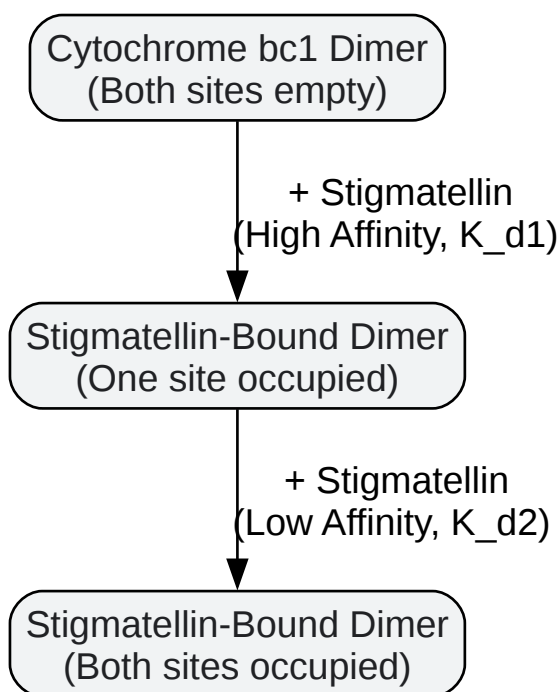 Cytochrome bc1 Dimer
(Both sites empty)
+ Stigmatellin
(High Affinity, K_d1)
Stigmatellin-Bound Dimer
(One site occupied)
+ Stigmatellin
(Low Affinity, K_d2)
Stigmatellin-Bound Dimer
(Both sites occupied)